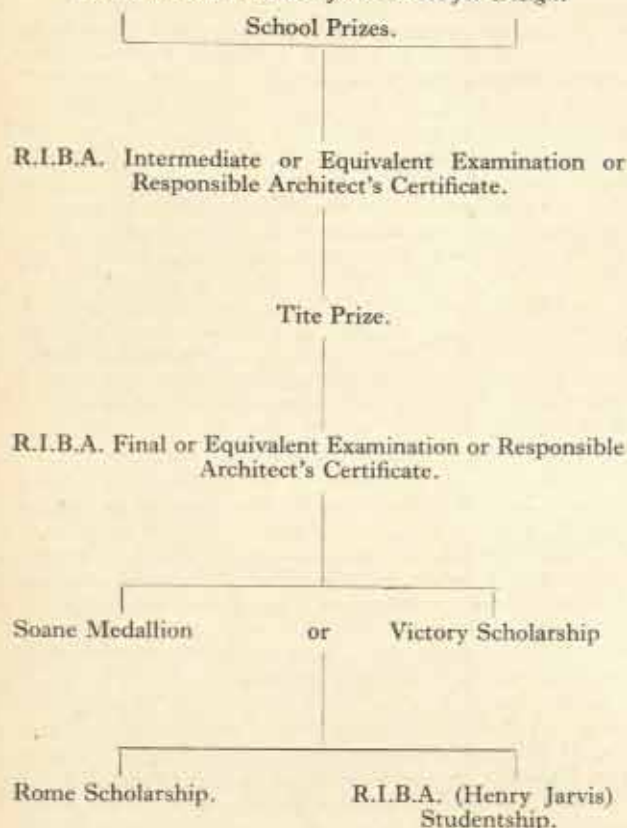 School Prizes.
R.I.B.A. Intermediate or Equivalent Examination or
Responsible Architect's Certificate.
Tite Prize.
R.I.B.A. Final or Equivalent Examination or Responsible
Architect's Certificate.
Soane Medallion or Victory Scholarship
Rome Scholarship. R.I.B.A. (Henry Jarvis)
Studentship.